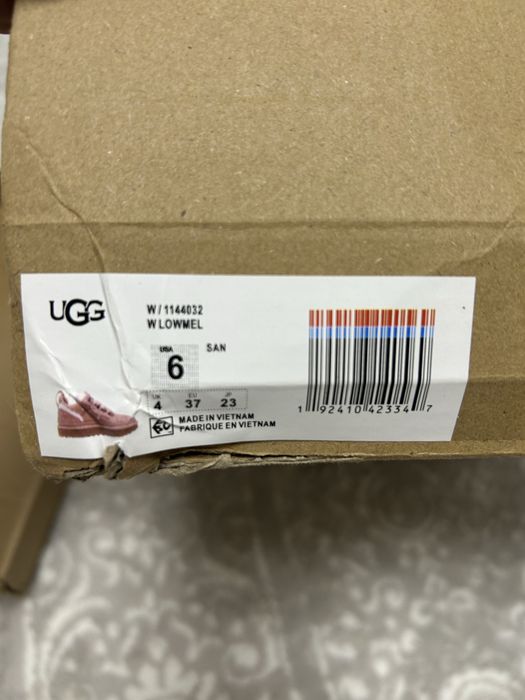 UGG
W/1144032
W LOWMEL
USA
6
SAN
UK EU JP
4 37 23
MADE IN VIETNAM
FABRIQUE EN VIETNAM
1 92410 42334 7